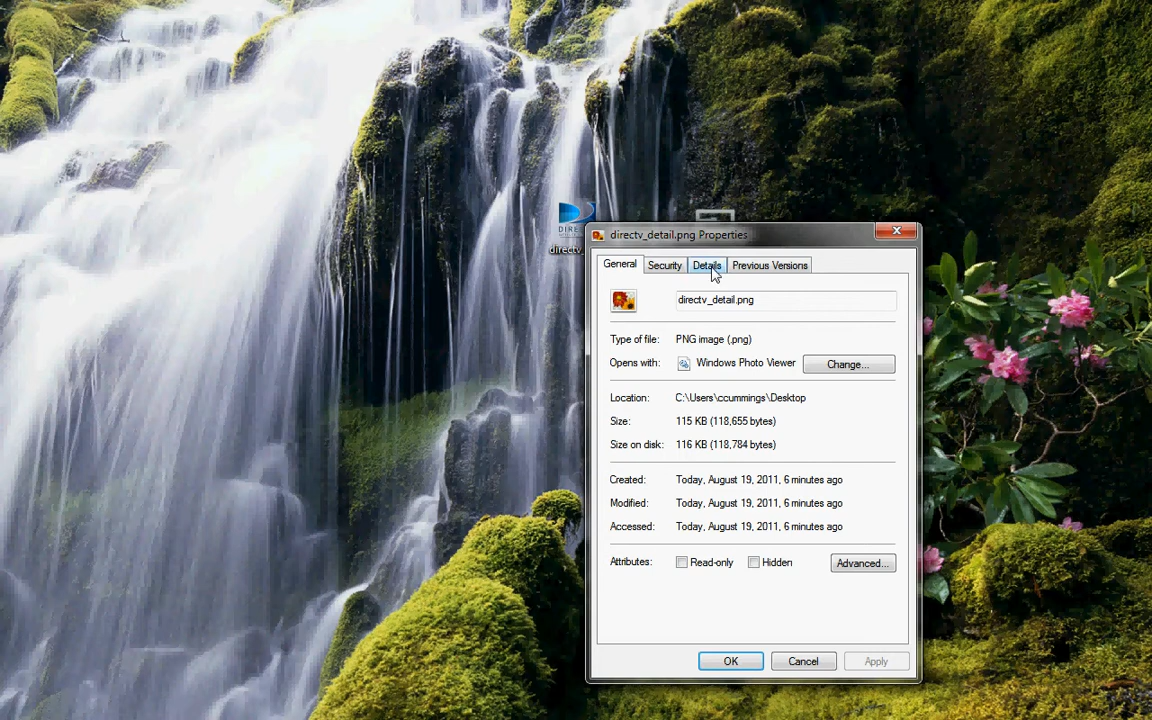 DIREC
directv_
directv_detail.png Properties
General Security Details Previous Versions
directv_detail.png
Type of file: PNG image (.png)
Opens with: Windows Photo Viewer Change...
Location: C:\Users\ccummings\Desktop
Size: 115 KB (118,655 bytes)
Size on disk: 116 KB (118,784 bytes)
Created: Today, August 19, 2011, 6 minutes ago
Modified: Today, August 19, 2011, 6 minutes ago
Accessed: Today, August 19, 2011, 6 minutes ago
Attributes: Read-only Hidden Advanced...
OK Cancel Apply